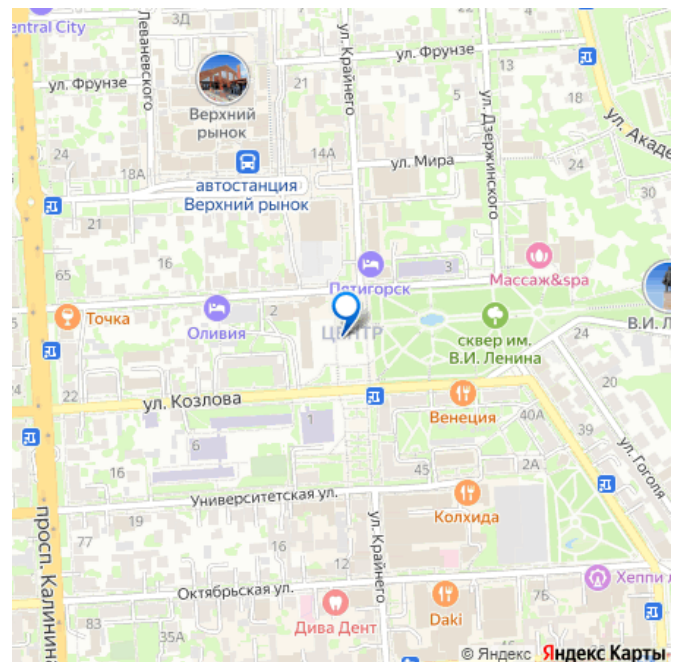 entral City
3Д
Леваневского
ул. Крайнего
ул. Фрунзе
ул. Фрунзе
13
5
18
ул. Дзержинского
ул. Акаде
Верхний
рынок
24
14А
ул. Мира
24
18А
автостанция
Верхний рынок
30
21
65
Пятигорск
3
Массаж&spa
Точка
Оливия
2
ЦЕНТР
сквер им.
В.И. Ленина
В.И. Л
24
22
ул. Козлова
Венеция
40А
1
6
39
ул. Гоголя
16
45
2А
Университетская ул.
Колхида
19
ул. Крайнего
77
16
12
просп. Калинина
Октябрьская ул.
Хеппи л
83
35А
Дива Дент
Daki
7Б
© Яндекс Яндекс Карты